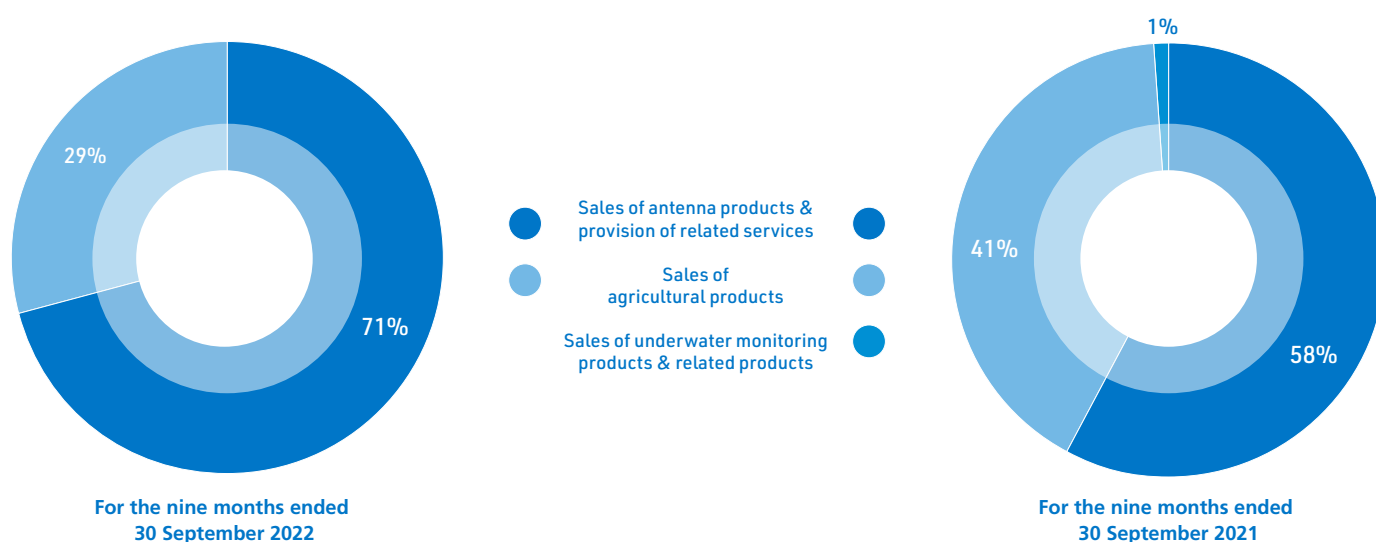 1%
29%
71%
Sales of antenna products &
provision of related services
Sales of
agricultural products
Sales of underwater monitoring
products & related products
41%
58%
For the nine months ended
30 September 2022
For the nine months ended
30 September 2021